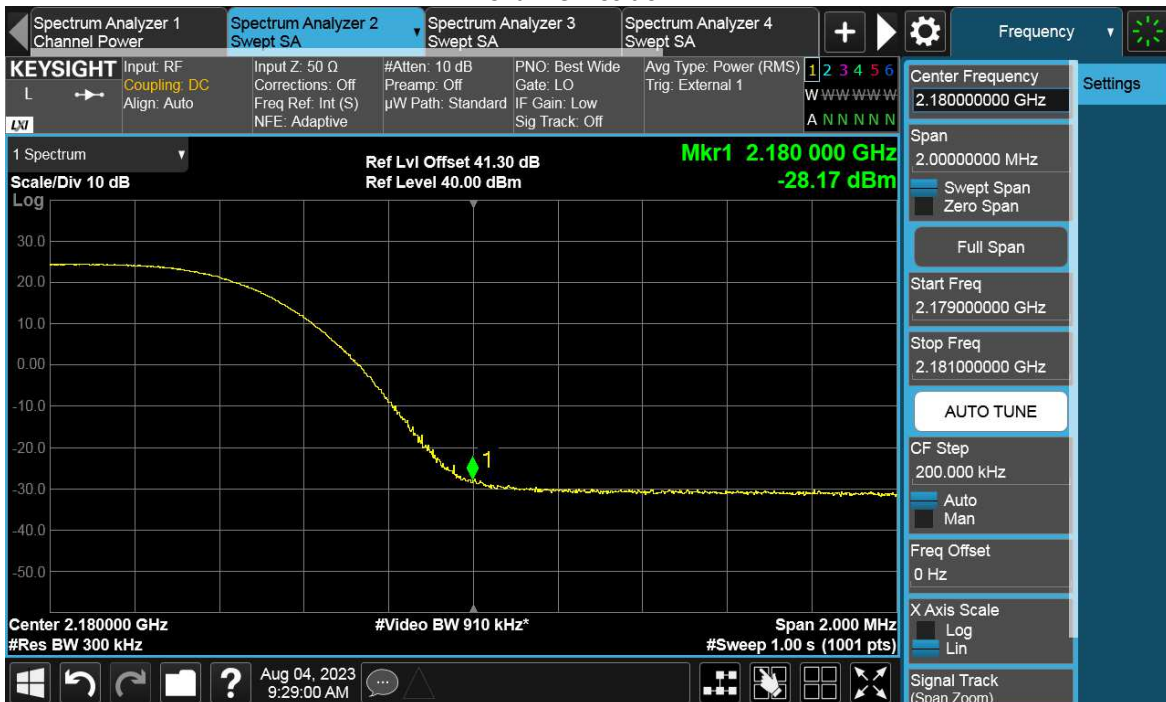 Spectrum Analyzer 1
Channel Power
Spectrum Analyzer 2
Swept SA
Spectrum Analyzer 3
Swept SA
Spectrum Analyzer 4
Swept SA
+
Frequency
KEYSIGHT
L
LXI
Input: RF
Coupling: DC
Align: Auto
Input Z: 50 Ω
Corrections: Off
Freq Ref: Int (S)
NFE: Adaptive
#Atten: 10 dB
Preamp: Off
µW Path: Standard
PNO: Best Wide
Gate: LO
IF Gain: Low
Sig Track: Off
Avg Type: Power (RMS)
Trig: External 1
1 2 3 4 5 6
W W W W W W
A N N N N N
1 Spectrum
Scale/Div 10 dB
Log
Ref Lvl Offset 41.30 dB
Ref Level 40.00 dBm
Mkr1 2.180 000 GHz
-28.17 dBm
30.0
20.0
10.0
0.00
-10.0
-20.0
-30.0
-40.0
-50.0
1
Center 2.180000 GHz
#Res BW 300 kHz
#Video BW 910 kHz*
Span 2.000 MHz
#Sweep 1.00 s (1001 pts)
Center Frequency
2.180000000 GHz
Settings
Span
2.00000000 MHz
Swept Span
Zero Span
Full Span
Start Freq
2.179000000 GHz
Stop Freq
2.181000000 GHz
AUTO TUNE
CF Step
200.000 kHz
Auto
Man
Freq Offset
0 Hz
X Axis Scale
Log
Lin
Signal Track
(Span Zoom)
?
Aug 04, 2023
9:29:00 AM